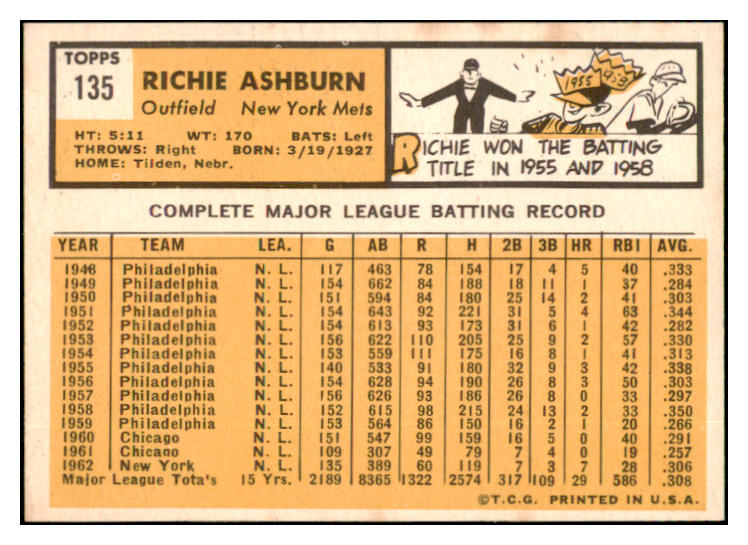 TOPPS
135
RICHIE ASHBURN
Outfield New York Mets
HT: 5:11 WT: 170 BATS: Left
THROWS: Right BORN: 3/19/1927
HOME: Tilden, Nebr.
1955 1958
RICHIE WON THE BATTING
TITLE IN 1955 AND 1958
COMPLETE MAJOR LEAGUE BATTING RECORD
YEAR TEAM LEA. G AB R H 2B 3B HR RBI AVG.
1948 Philadelphia N. L. 117 463 78 154 17 4 5 40 .333
1949 Philadelphia N. L. 154 662 84 188 18 11 1 37 .284
1950 Philadelphia N. L. 151 594 84 180 25 14 2 41 .303
1951 Philadelphia N. L. 154 643 92 221 31 5 4 63 .344
1952 Philadelphia N. L. 154 613 93 173 31 6 1 42 .282
1953 Philadelphia N. L. 156 622 110 205 25 9 2 57 .330
1954 Philadelphia N. L. 153 559 111 175 16 8 1 41 .313
1955 Philadelphia N. L. 140 533 91 180 32 9 3 42 .338
1956 Philadelphia N. L. 154 628 94 190 26 8 3 50 .303
1957 Philadelphia N. L. 156 626 93 186 26 8 0 33 .297
1958 Philadelphia N. L. 152 615 98 215 24 13 2 33 .350
1959 Philadelphia N. L. 153 564 86 150 16 2 1 20 .266
1960 Chicago N. L. 151 547 99 159 16 5 0 40 .291
1961 Chicano N. L. 109 307 49 79 7 4 0 19 .257
1962 New York N. L. 135 389 60 119 7 3 7 28 .306
Major League Tota's 15 Yrs. 2189 8365 1322 2574 317 109 29 586 .308
©T.C.G. PRINTED IN U.S.A.